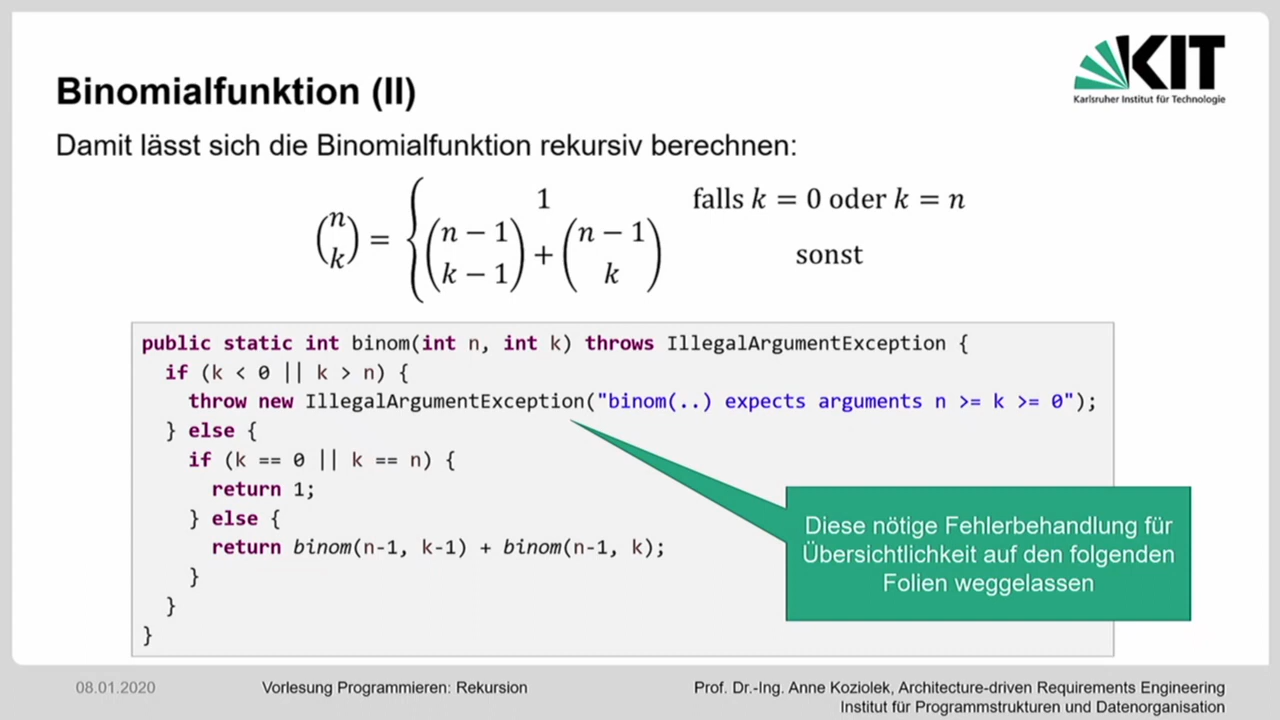 KIT
Karlsruher Institut für Technologie
Binomialfunktion (II)
Damit lässt sich die Binomialfunktion rekursiv berechnen:
(n k) = { 1 falls k = 0 oder k = n
(n − 1 k − 1) + (n − 1 k) sonst
public static int binom(int n, int k) throws IllegalArgumentException {
if (k < 0 || k > n) {
throw new IllegalArgumentException("binom(..) expects arguments n >= k >= 0");
} else {
if (k == 0 || k == n) {
return 1;
} else {
return binom(n-1, k-1) + binom(n-1, k);
}
}
}
Diese nötige Fehlerbehandlung für
Übersichtlichkeit auf den folgenden
Folien weggelassen
08.01.2020
Vorlesung Programmieren: Rekursion
Prof. Dr.-Ing. Anne Koziolek, Architecture-driven Requirements Engineering
Institut für Programmstrukturen und Datenorganisation